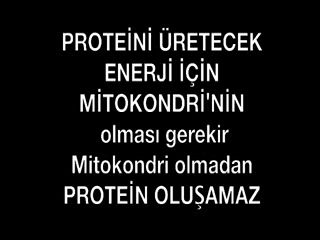 PROTEİNİ ÜRETECEK
ENERJİ İÇİN
MİTOKONDRİ'NİN
olması gerekir
Mitokondri olmadan
PROTEİN OLUŞAMAZ